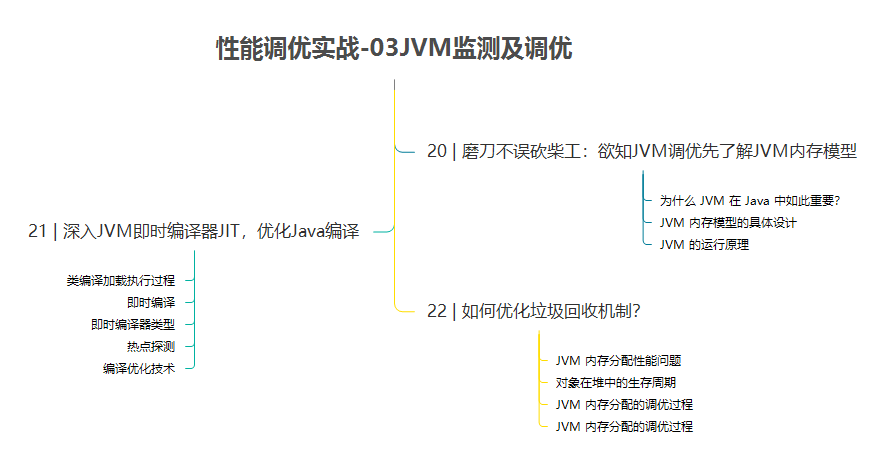 性能调优实战-03JVM监测及调优
20 | 磨刀不误砍柴工：欲知JVM调优先了解JVM内存模型
为什么 JVM 在 Java 中如此重要？
JVM 内存模型的具体设计
JVM 的运行原理
21 | 深入JVM即时编译器JIT，优化Java编译
类编译加载执行过程
即时编译
即时编译器类型
热点探测
编译优化技术
22 | 如何优化垃圾回收机制？
JVM 内存分配性能问题
对象在堆中的生存周期
JVM 内存分配的调优过程
JVM 内存分配的调优过程